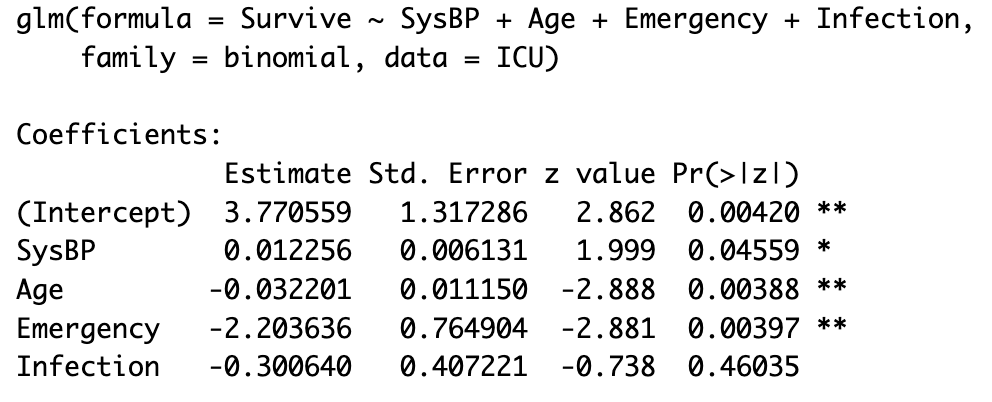 glm(formula = Survive ~ SysBP + Age + Emergency + Infection,
    family = binomial, data = ICU)

Coefficients:
             Estimate Std. Error z value Pr(>|z|)
(Intercept)  3.770559   1.317286   2.862  0.00420 **
SysBP        0.012256   0.006131   1.999  0.04559 *
Age         -0.032201   0.011150  -2.888  0.00388 **
Emergency   -2.203636   0.764904  -2.881  0.00397 **
Infection   -0.300640   0.407221  -0.738  0.46035